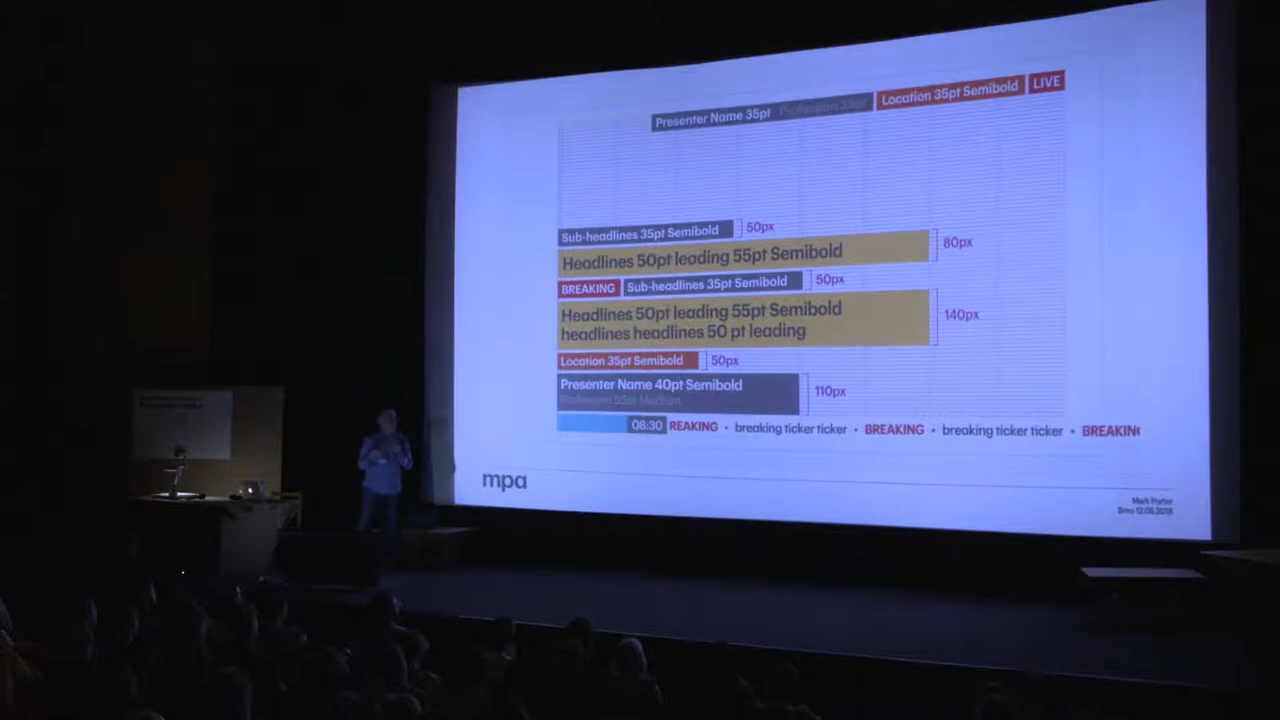 Presenter Name 35pt Profession 35pt Location 35pt Semibold LIVE
Sub-headlines 35pt Semibold 50px
Headlines 50pt leading 55pt Semibold 80px
BREAKING Sub-headlines 35pt Semibold 50px
Headlines 50pt leading 55pt Semibold
headlines headlines 50 pt leading 140px
Location 35pt Semibold 50px
Presenter Name 40pt Semibold
Profession 35pt Medium 110px
08:30 REAKING • breaking ticker ticker • BREAKING • breaking ticker ticker • BREAKIN
mpa
Mark Porter
Brno 12.05.2018